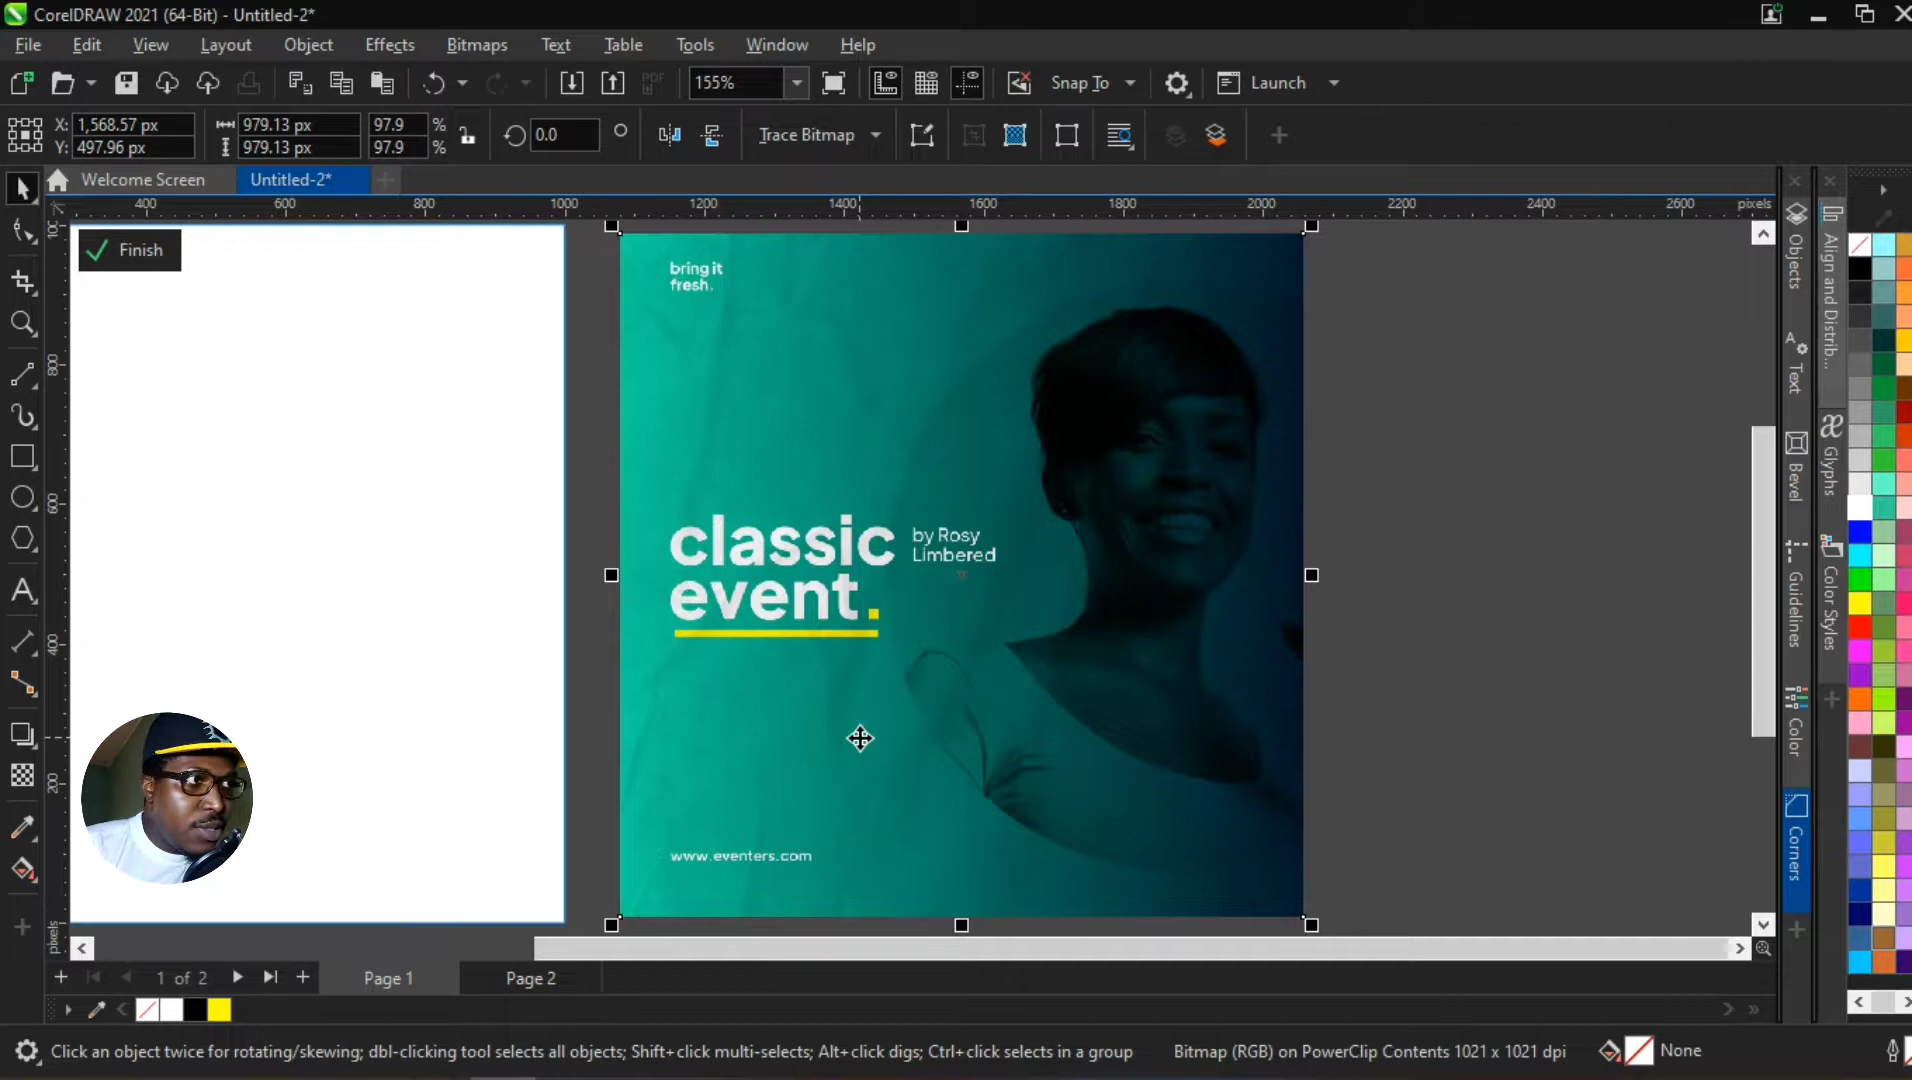 CorelDRAW 2021 (64-Bit) - Untitled-2*
File Edit View Layout Object Effects Bitmaps Text Table Tools Window Help
PDF 155% Snap To Launch
X: 1,568.57 px 979.13 px 97.9 % 0.0 Trace Bitmap
Y: 497.96 px 979.13 px 97.9 %
Welcome Screen Untitled-2*
400 600 800 1000 1200 1400 1600 1800 2000 2200 2400 2600 pixels
Finish
800
600
400
200
pixels
bring it
fresh.
classic
event.
by Rosy
Limbered
www.eventers.com
Objects
Text
Bevel
Guidelines
Color
Corners
Align and Distrib...
Glyphs
Color Styles
1 of 2 Page 1 Page 2
Click an object twice for rotating/skewing; dbl-clicking tool selects all objects; Shift+click multi-selects; Alt+click digs; Ctrl+click selects in a group Bitmap (RGB) on PowerClip Contents 1021 x 1021 dpi None